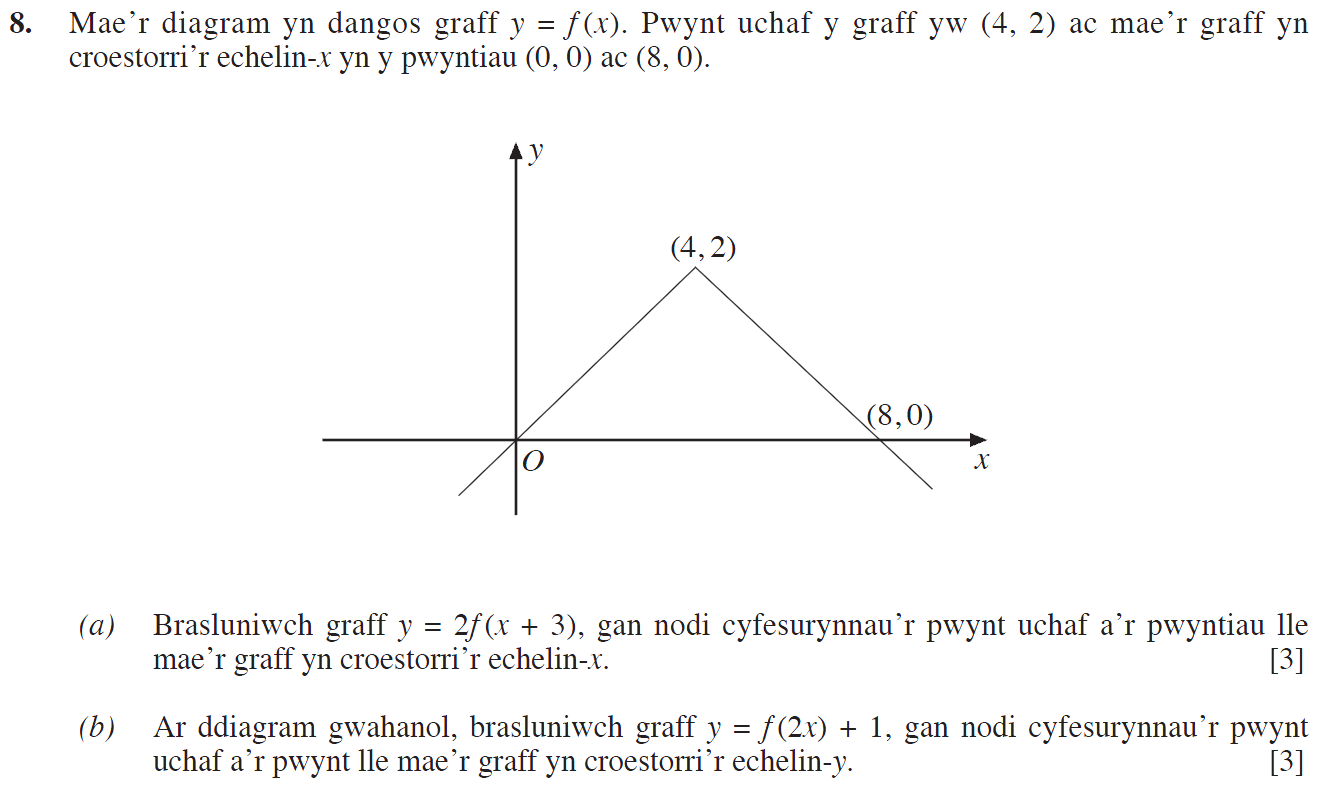 8. Mae'r diagram yn dangos graff y = f(x). Pwynt uchaf y graff yw (4, 2) ac mae'r graff yn
croestorri'r echelin-x yn y pwyntiau (0, 0) ac (8, 0).
y
(4, 2)
(8, 0)
O
x
(a) Brasluniwch graff y = 2f(x + 3), gan nodi cyfesurynnau'r pwynt uchaf a'r pwyntiau lle
mae'r graff yn croestorri'r echelin-x. [3]
(b) Ar ddiagram gwahanol, brasluniwch graff y = f(2x) + 1, gan nodi cyfesurynnau'r pwynt
uchaf a'r pwynt lle mae'r graff yn croestorri'r echelin-y. [3]